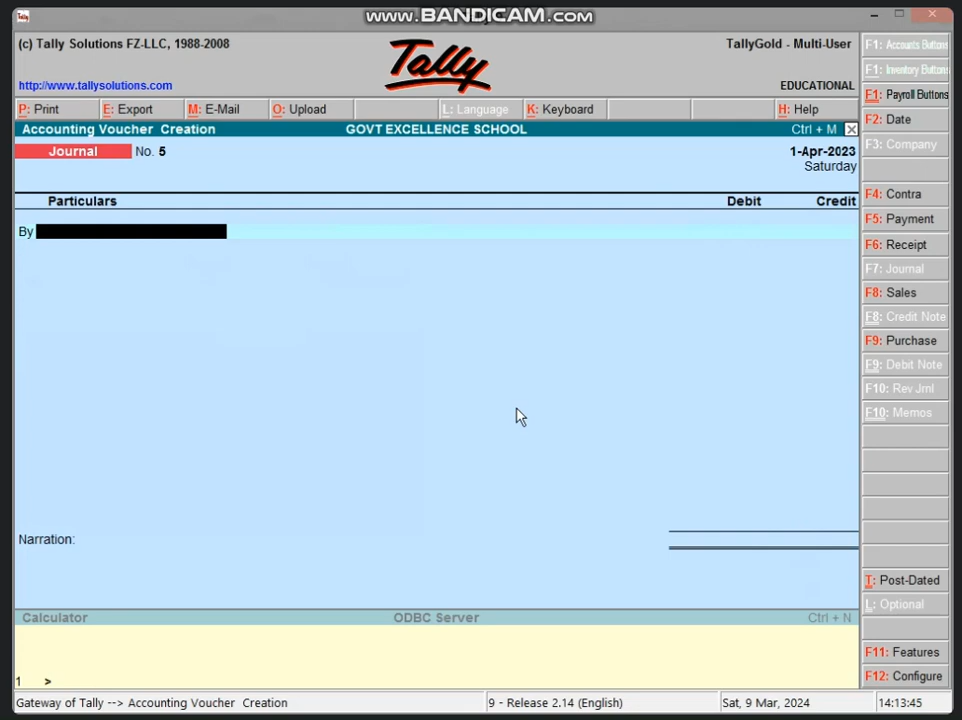 www.BANDICAM.com
(c) Tally Solutions FZ-LLC, 1988-2008
Tally
TallyGold - Multi-User
http://www.tallysolutions.com
EDUCATIONAL
P: Print
E: Export
M: E-Mail
O: Upload
L: Language
K: Keyboard
H: Help
Accounting Voucher Creation
GOVT EXCELLENCE SCHOOL
Ctrl + M
Journal No. 5
1-Apr-2023
Saturday
Particulars Debit Credit
By
Narration:
Calculator
ODBC Server
Ctrl + N
1 >
Gateway of Tally --> Accounting Voucher Creation
9 - Release 2.14 (English)
Sat, 9 Mar, 2024
14:13:45
F1: Accounts Buttons
F1: Inventory Buttons
F1: Payroll Buttons
F2: Date
F3: Company
F4: Contra
F5: Payment
F6: Receipt
F7: Journal
F8: Sales
F8: Credit Note
F9: Purchase
F9: Debit Note
F10: Rev Jrnl
F10: Memos
T: Post-Dated
L: Optional
F11: Features
F12: Configure